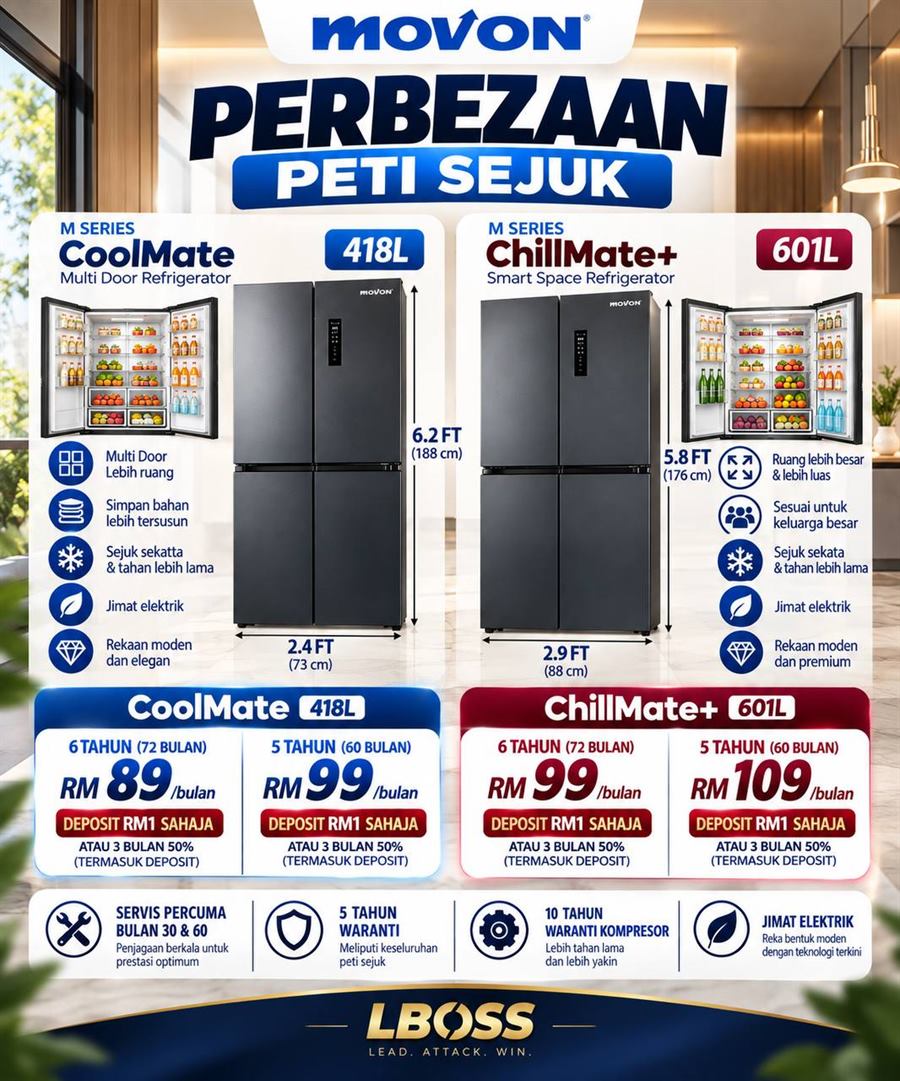 MOVON®
PERBEZAAN
PETI SEJUK
M SERIES
CoolMate
Multi Door Refrigerator
418L
MOVON
6.2 FT
(188 cm)
2.4 FT
(73 cm)
Multi Door
Lebih ruang
Simpan bahan
lebih tersusun
Sejuk sekatta
& tahan lebih lama
Jimat elektrik
Rekaan moden
dan elegan
M SERIES
ChillMate+
Smart Space Refrigerator
601L
MOVON
5.8 FT
(176 cm)
2.9 FT
(88 cm)
Ruang lebih besar
& lebih luas
Sesuai untuk
keluarga besar
Sejuk sekata
& tahan lebih lama
Jimat elektrik
Rekaan moden
dan premium
CoolMate 418L
6 TAHUN (72 BULAN)
RM 89 /bulan
DEPOSIT RM1 SAHAJA
ATAU 3 BULAN 50%
(TERMASUK DEPOSIT)
5 TAHUN (60 BULAN)
RM 99 /bulan
DEPOSIT RM1 SAHAJA
ATAU 3 BULAN 50%
(TERMASUK DEPOSIT)
ChillMate+ 601L
6 TAHUN (72 BULAN)
RM 99 /bulan
DEPOSIT RM1 SAHAJA
ATAU 3 BULAN 50%
(TERMASUK DEPOSIT)
5 TAHUN (60 BULAN)
RM 109 /bulan
DEPOSIT RM1 SAHAJA
ATAU 3 BULAN 50%
(TERMASUK DEPOSIT)
SERVIS PERCUMA
BULAN 30 & 60
Penjagaan berkala untuk
prestasi optimum
5 TAHUN
WARANTI
Meliputi keseluruhan
peti sejuk
10 TAHUN
WARANTI KOMPRESOR
Lebih tahan lama
dan lebih yakin
JIMAT ELEKTRIK
Reka bentuk moden
dengan teknologi terkini
LBOSS
LEAD. ATTACK. WIN.